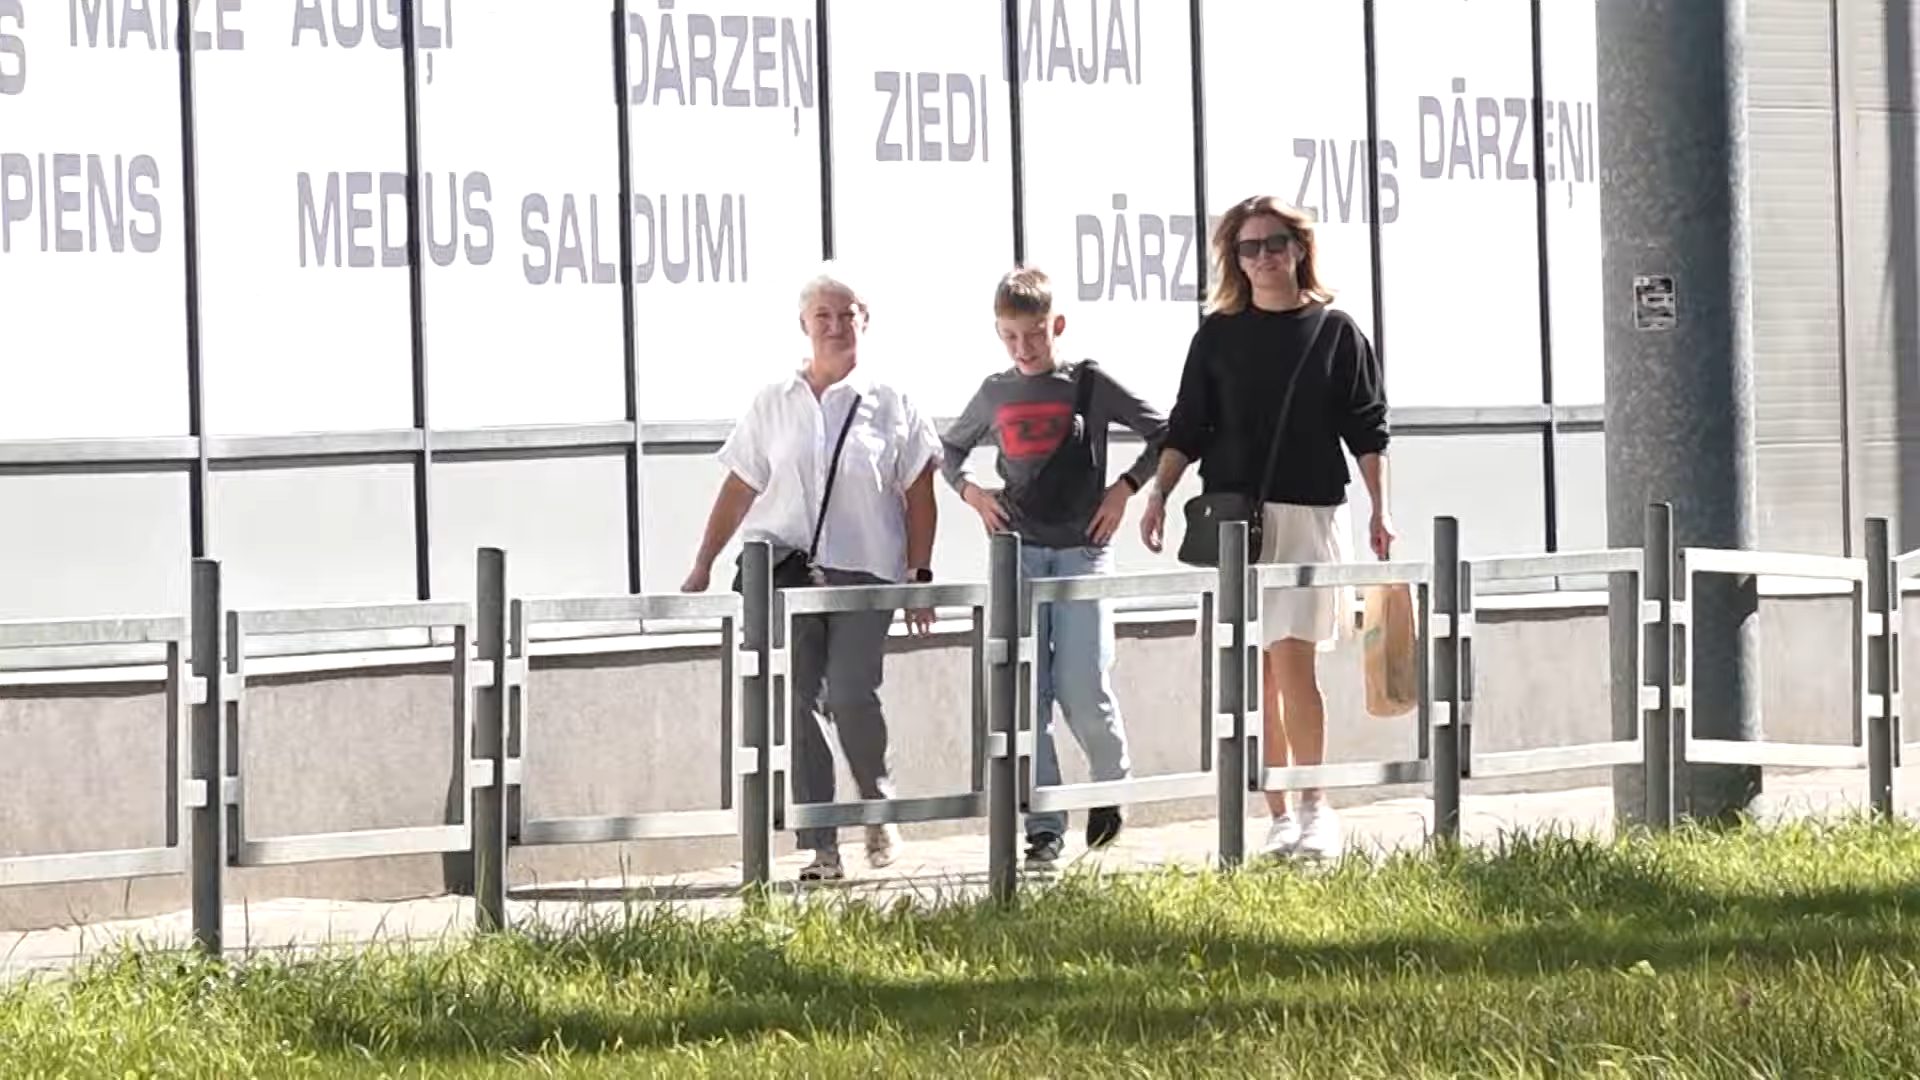 MAIZE
AUGĻI
DĀRZEŅ
ZIEDI
MAJAI
DĀRZEŅI
PIENS
MEDUS
SALDUMI
DĀRZ
ZIVIS